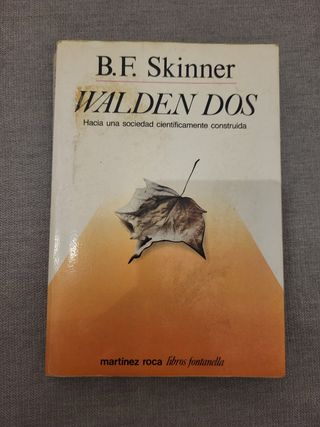 B.F. Skinner
WALDEN DOS
Hacia una sociedad científicamente construida
martínez roca libros fontanella